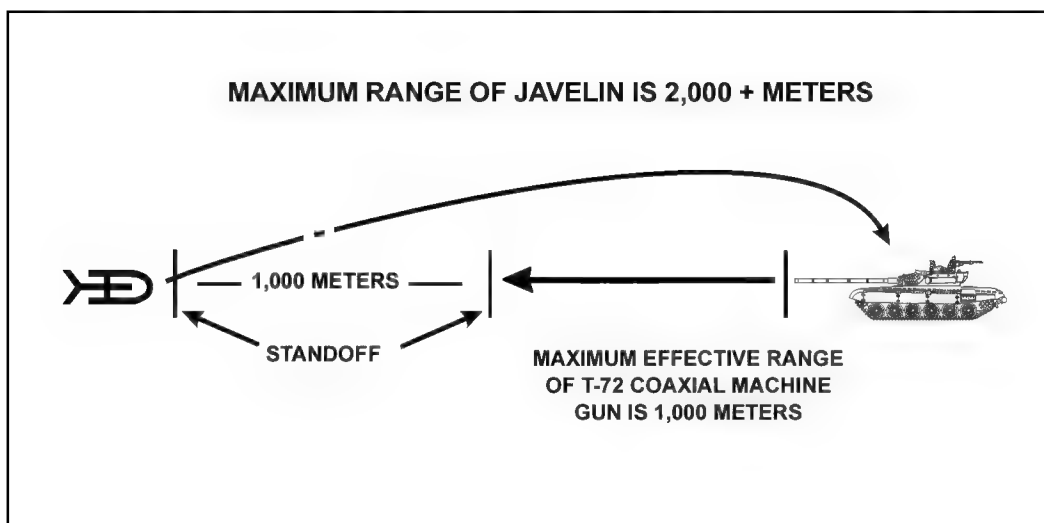 MAXIMUM RANGE OF JAVELIN IS 2,000 + METERS
1,000 METERS
STANDOFF
MAXIMUM EFFECTIVE RANGE
OF T-72 COAXIAL MACHINE
GUN IS 1,000 METERS